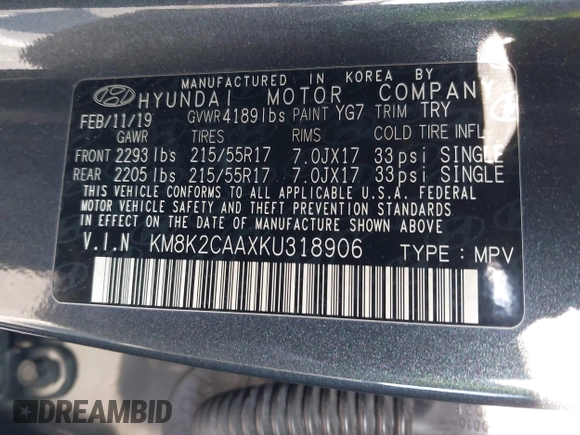 MANUFACTURED IN KOREA BY
HYUNDAI MOTOR COMPANY
FEB/11/19 GVWR 4189 lbs PAINT YG7 TRIM TRY
GAWR TIRES RIMS COLD TIRE INFL.
FRONT 2293 lbs 215/55R17 7.0JX17 33psi SINGLE
REAR 2205 lbs 215/55R17 7.0JX17 33psi SINGLE
THIS VEHICLE CONFORMS TO ALL APPLICABLE U.S.A. FEDERAL
MOTOR VEHICLE SAFETY AND THEFT PREVENTION STANDARDS
IN EFFECT ON THE DATE OF MANUFACTURE SHOWN ABOVE
V.I.N KM8K2CAAXKU318906 TYPE : MPV
DREAMBID